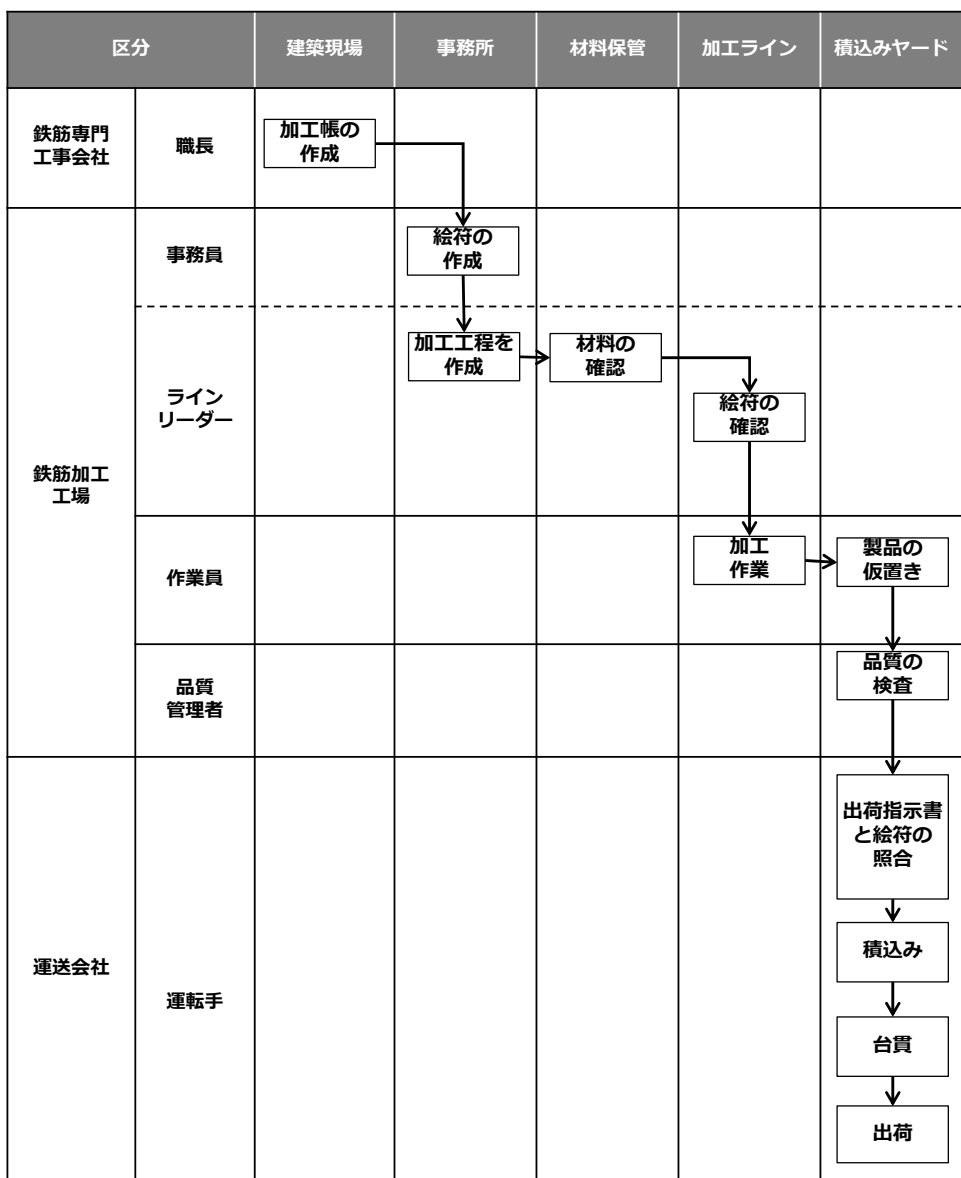 区分
建築現場
事務所
材料保管
加工ライン
積込みヤード
鉄筋専門
工事会社
職長
加工帳の
作成
鉄筋加工
工場
事務員
絵符の
作成
ライン
リーダー
加工工程を
作成
材料の
確認
絵符の
確認
作業員
加工
作業
製品の
仮置き
品質
管理者
品質の
検査
運送会社
運転手
出荷指示書
と絵符の
照合
積込み
台貫
出荷